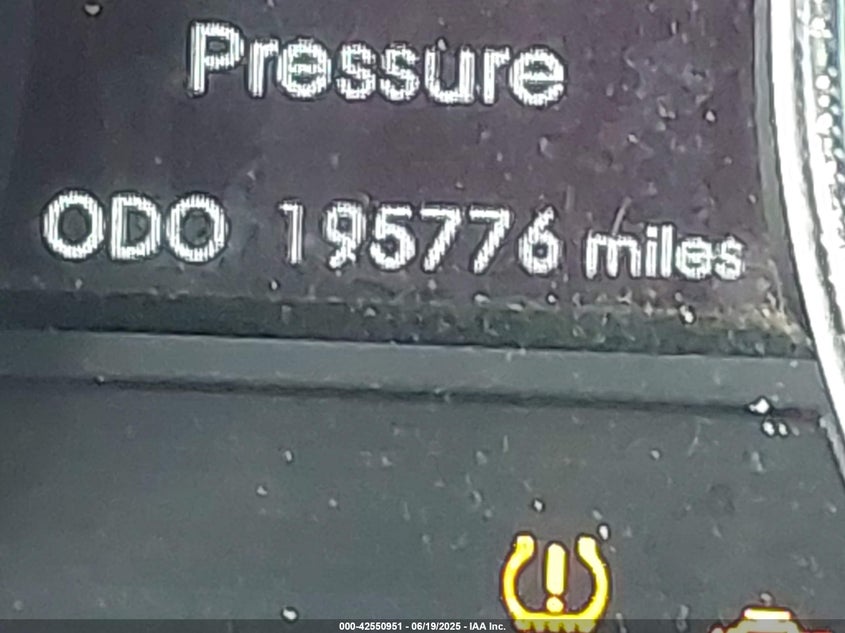 Pressure
ODO 195776 miles
000-42550951 - 06/19/2025 - IAA Inc.